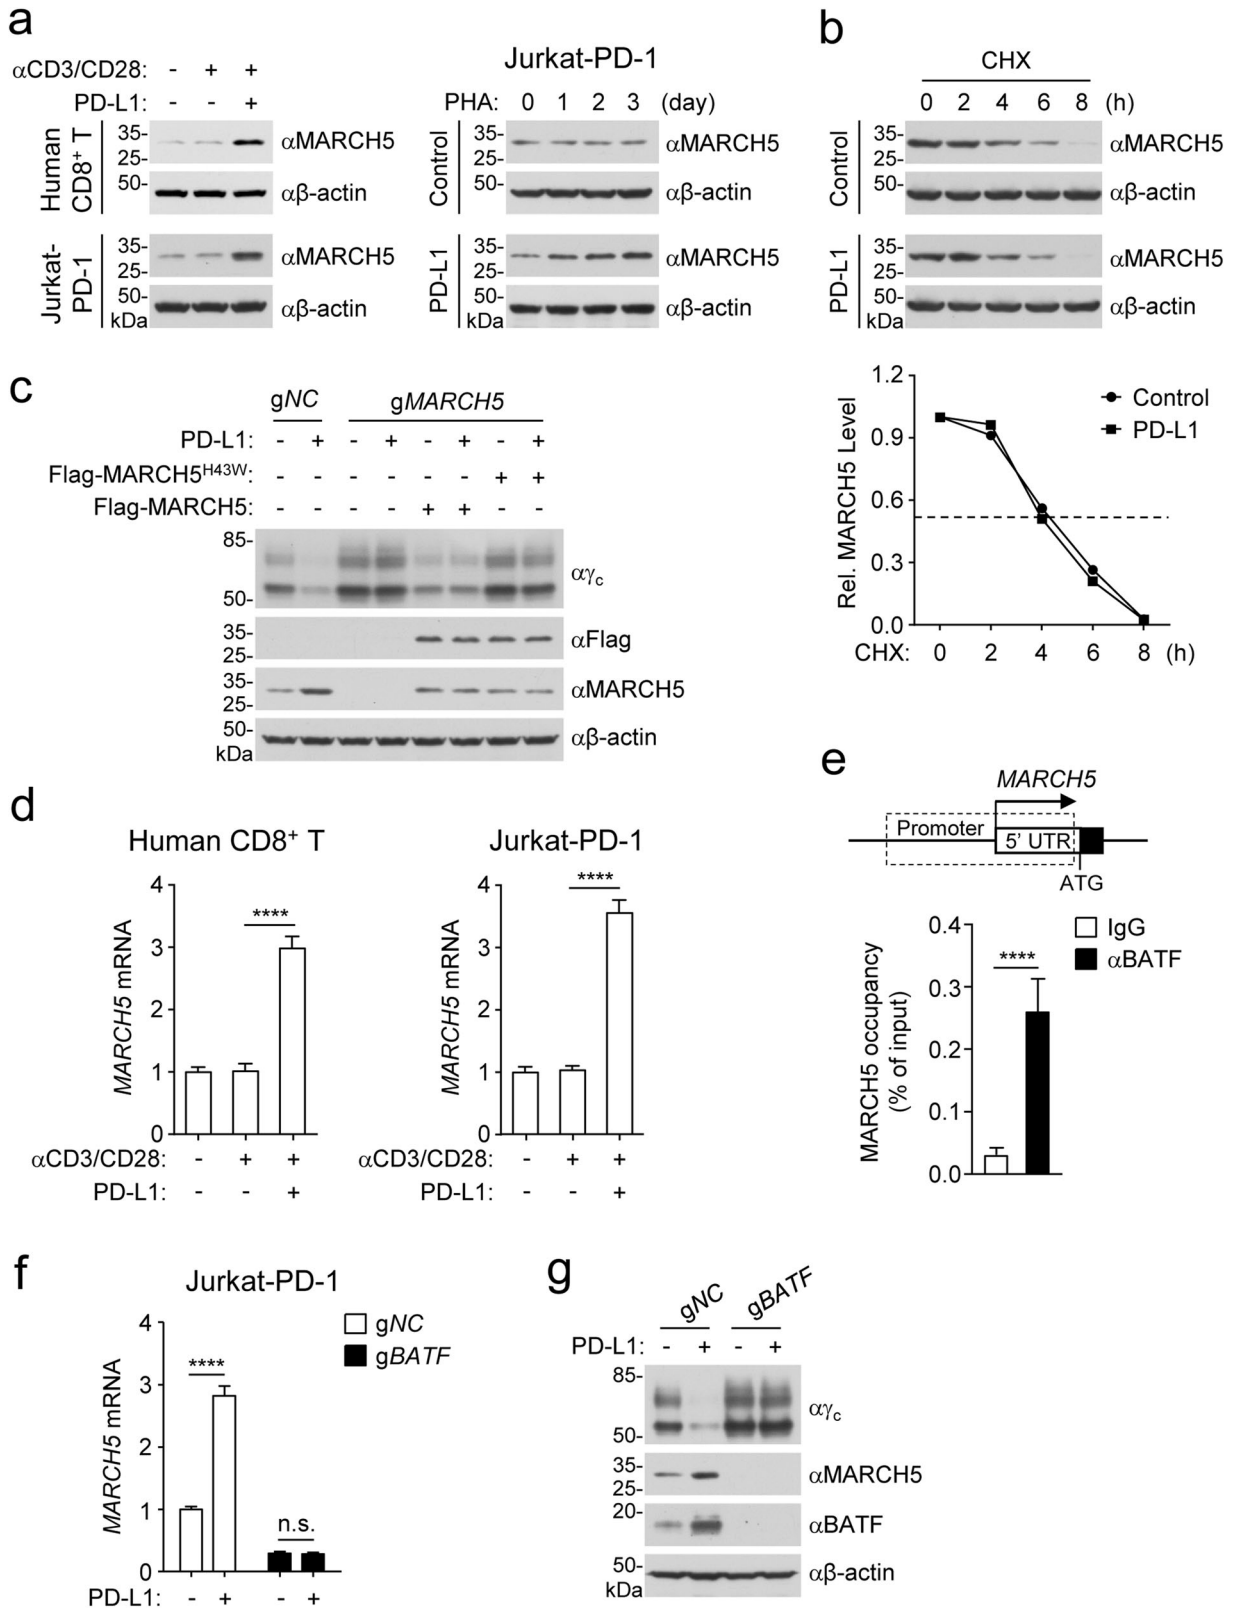 a
αCD3/CD28: - + +
PD-L1: - - +
Human
CD8+ T
35-
25-
αMARCH5
50-
αβ-actin
Jurkat-
PD-1
35-
25-
αMARCH5
50-
kDa
αβ-actin
Jurkat-PD-1
PHA: 0 1 2 3 (day)
Control
35-
25-
αMARCH5
50-
αβ-actin
PD-L1
35-
25-
αMARCH5
50-
kDa
αβ-actin
b
CHX
0 2 4 6 8 (h)
Control
35-
25-
αMARCH5
50-
αβ-actin
PD-L1
35-
25-
αMARCH5
50-
kDa
αβ-actin
Rel. MARCH5 Level
1.2
0.9
0.6
0.3
0.0
Control
PD-L1
CHX: 0 2 4 6 8 (h)
c
gNC gMARCH5
PD-L1: - + - + - + - +
Flag-MARCH5H43W: - - - - - - + +
Flag-MARCH5: - - - - + + - -
85-
50-
αγc
35-
25-
αFlag
35-
25-
αMARCH5
50-
kDa
αβ-actin
d
Human CD8+ T
MARCH5 mRNA
4
3
2
1
0
****
αCD3/CD28: - + +
PD-L1: - - +
Jurkat-PD-1
MARCH5 mRNA
4
3
2
1
0
****
αCD3/CD28: - + +
PD-L1: - - +
e
MARCH5
Promoter
5' UTR
ATG
MARCH5 occupancy
(% of input)
0.4
0.3
0.2
0.1
0.0
****
IgG
αBATF
f
Jurkat-PD-1
MARCH5 mRNA
4
3
2
1
0
****
n.s.
gNC
gBATF
PD-L1: - + - +
g
gNC gBATF
PD-L1: - + - +
85-
50-
αγc
35-
25-
αMARCH5
20-
αBATF
50-
kDa
αβ-actin